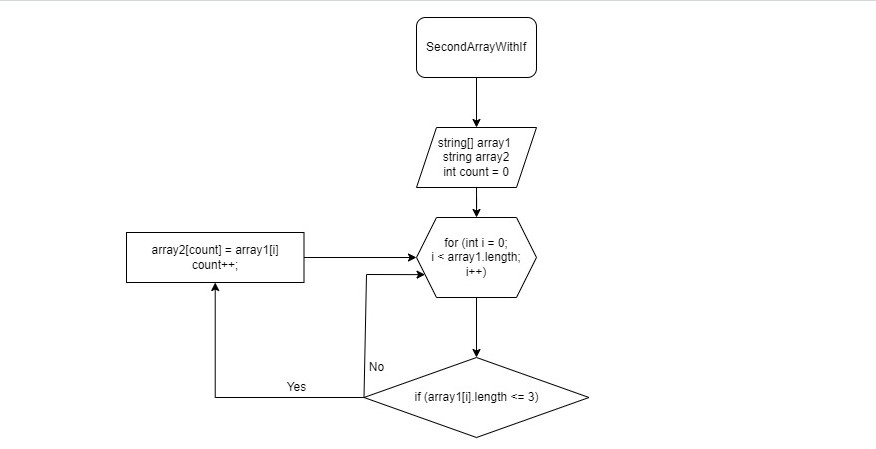 SecondArrayWithIf
string[] array1
string array2
int count = 0
for (int i = 0;
i < array1.length;
i++)
array2[count] = array1[i]
count++;
No
Yes
if (array1[i].length <= 3)